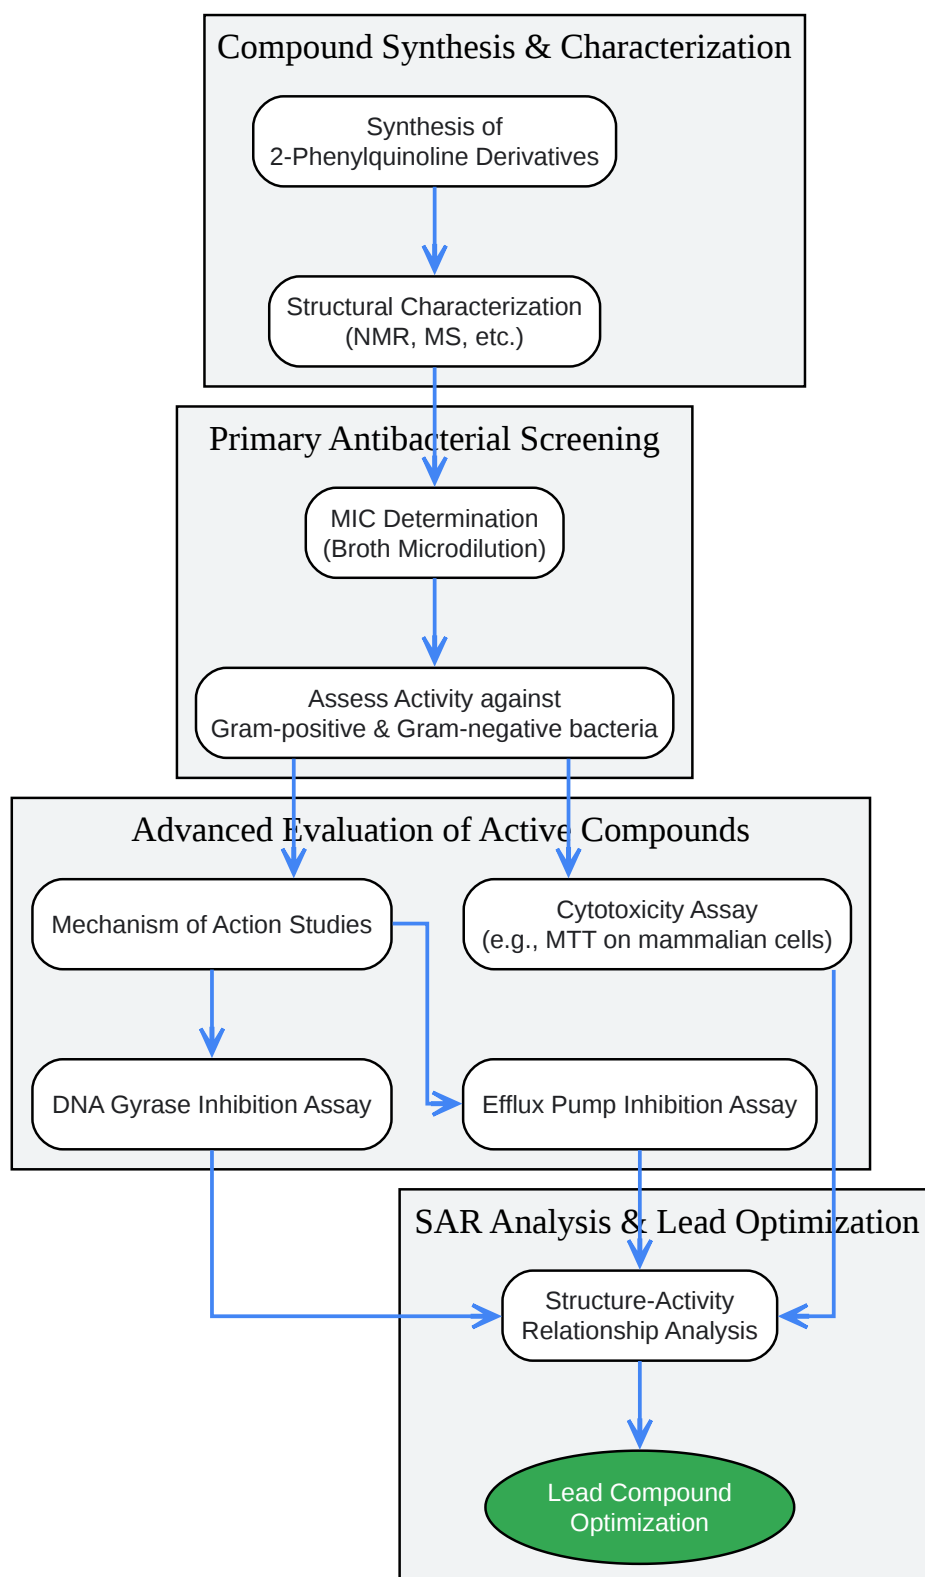 Compound Synthesis & Characterization
Synthesis of
2-Phenylquinoline Derivatives
Structural Characterization
(NMR, MS, etc.)
Primary Antibacterial Screening
MIC Determination
(Broth Microdilution)
Assess Activity against
Gram-positive & Gram-negative bacteria
Advanced Evaluation of Active Compounds
Mechanism of Action Studies
Cytotoxicity Assay
(e.g., MTT on mammalian cells)
DNA Gyrase Inhibition Assay
Efflux Pump Inhibition Assay
SAR Analysis & Lead Optimization
Structure-Activity
Relationship Analysis
Lead Compound
Optimization